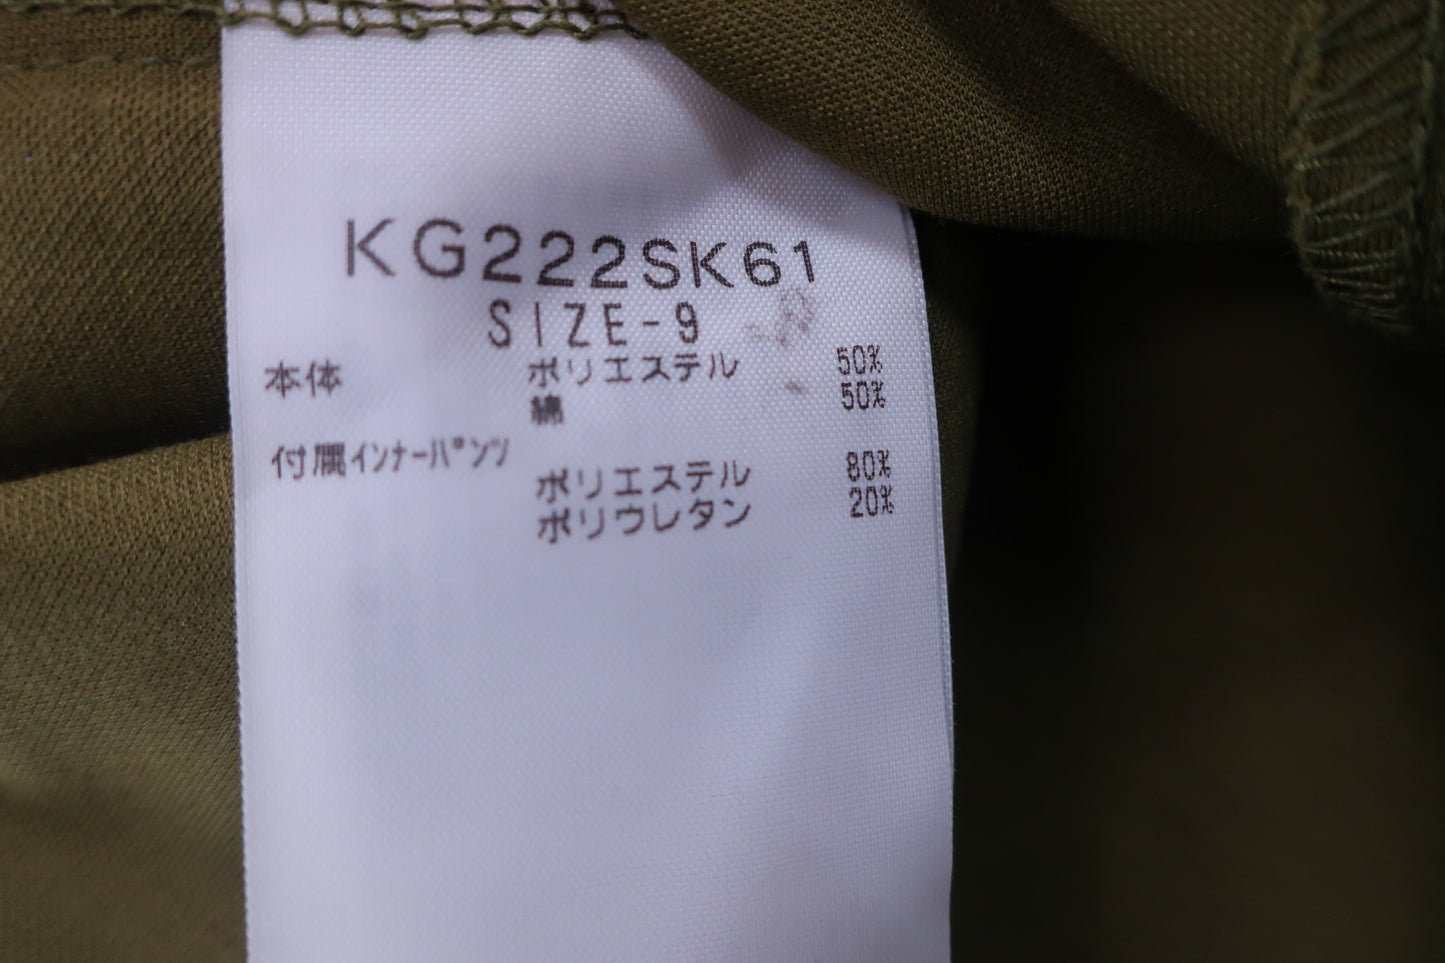 KG222SK61
SIZE-9
本体 ポリエステル 50%
綿 50%
付属インナーパンツ
ポリエステル 80%
ポリウレタン 20%